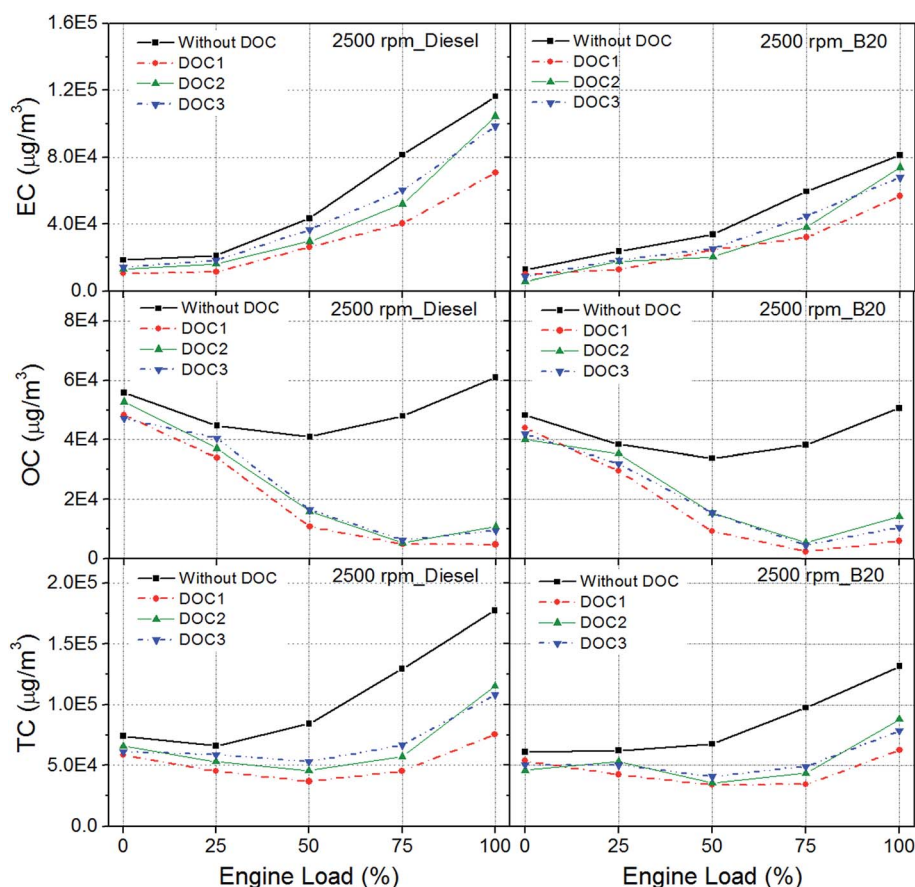 1.6E5
1.2E5
8.0E4
4.0E4
0.0
EC (μg/m³)
Without DOC
DOC1
DOC2
DOC3
2500 rpm_Diesel
Without DOC
DOC1
DOC2
DOC3
2500 rpm_B20
8E4
6E4
4E4
2E4
0
OC (μg/m³)
Without DOC
DOC1
DOC2
DOC3
2500 rpm_Diesel
Without DOC
DOC1
DOC2
DOC3
2500 rpm_B20
2.0E5
1.5E5
1.0E5
5.0E4
0.0
TC (μg/m³)
Without DOC
DOC1
DOC2
DOC3
2500 rpm_Diesel
Without DOC
DOC1
DOC2
DOC3
2500 rpm_B20
0 25 50 75 100
0 25 50 75 100
Engine Load (%)
Engine Load (%)